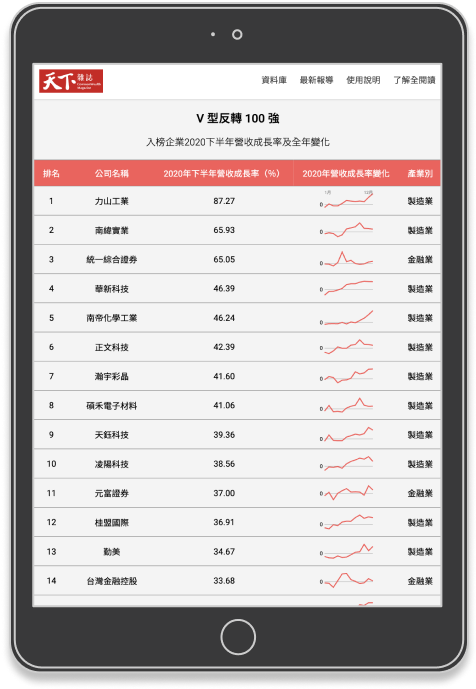 天下雜誌
CommonWealth
Magazine
資料庫 最新報導 使用說明 了解全閱讀
V 型反轉 100 強
入榜企業2020下半年營收成長率及全年變化
排名 公司名稱 2020年下半年營收成長率（％） 2020年營收成長率變化 產業別
1月 12月
1 力山工業 87.27 0 製造業
2 南緯實業 65.93 0 製造業
3 統一綜合證券 65.05 0 金融業
4 華新科技 46.39 0 製造業
5 南帝化學工業 46.24 0 製造業
6 正文科技 42.39 0 製造業
7 瀚宇彩晶 41.60 0 製造業
8 碩禾電子材料 41.06 0 製造業
9 天鈺科技 39.36 0 製造業
10 凌陽科技 38.56 0 製造業
11 元富證券 37.00 0 金融業
12 桂盟國際 36.91 0 製造業
13 勤美 34.67 0 製造業
14 台灣金融控股 33.68 0 金融業